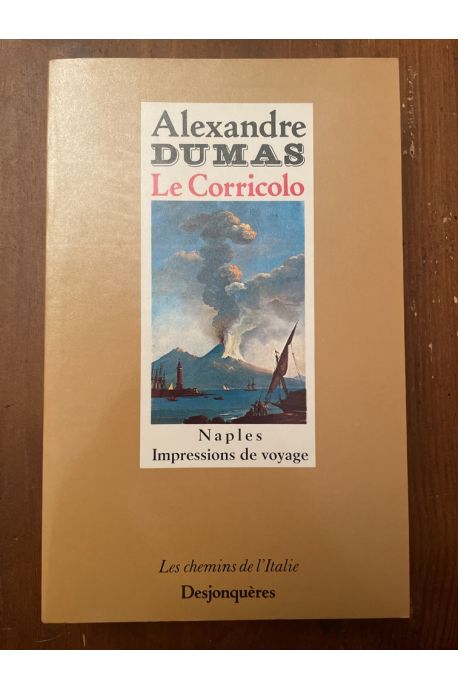 Alexandre
DUMAS
Le Corricolo
Naples
Impressions de voyage
Les chemins de l'Italie
Desjonquères